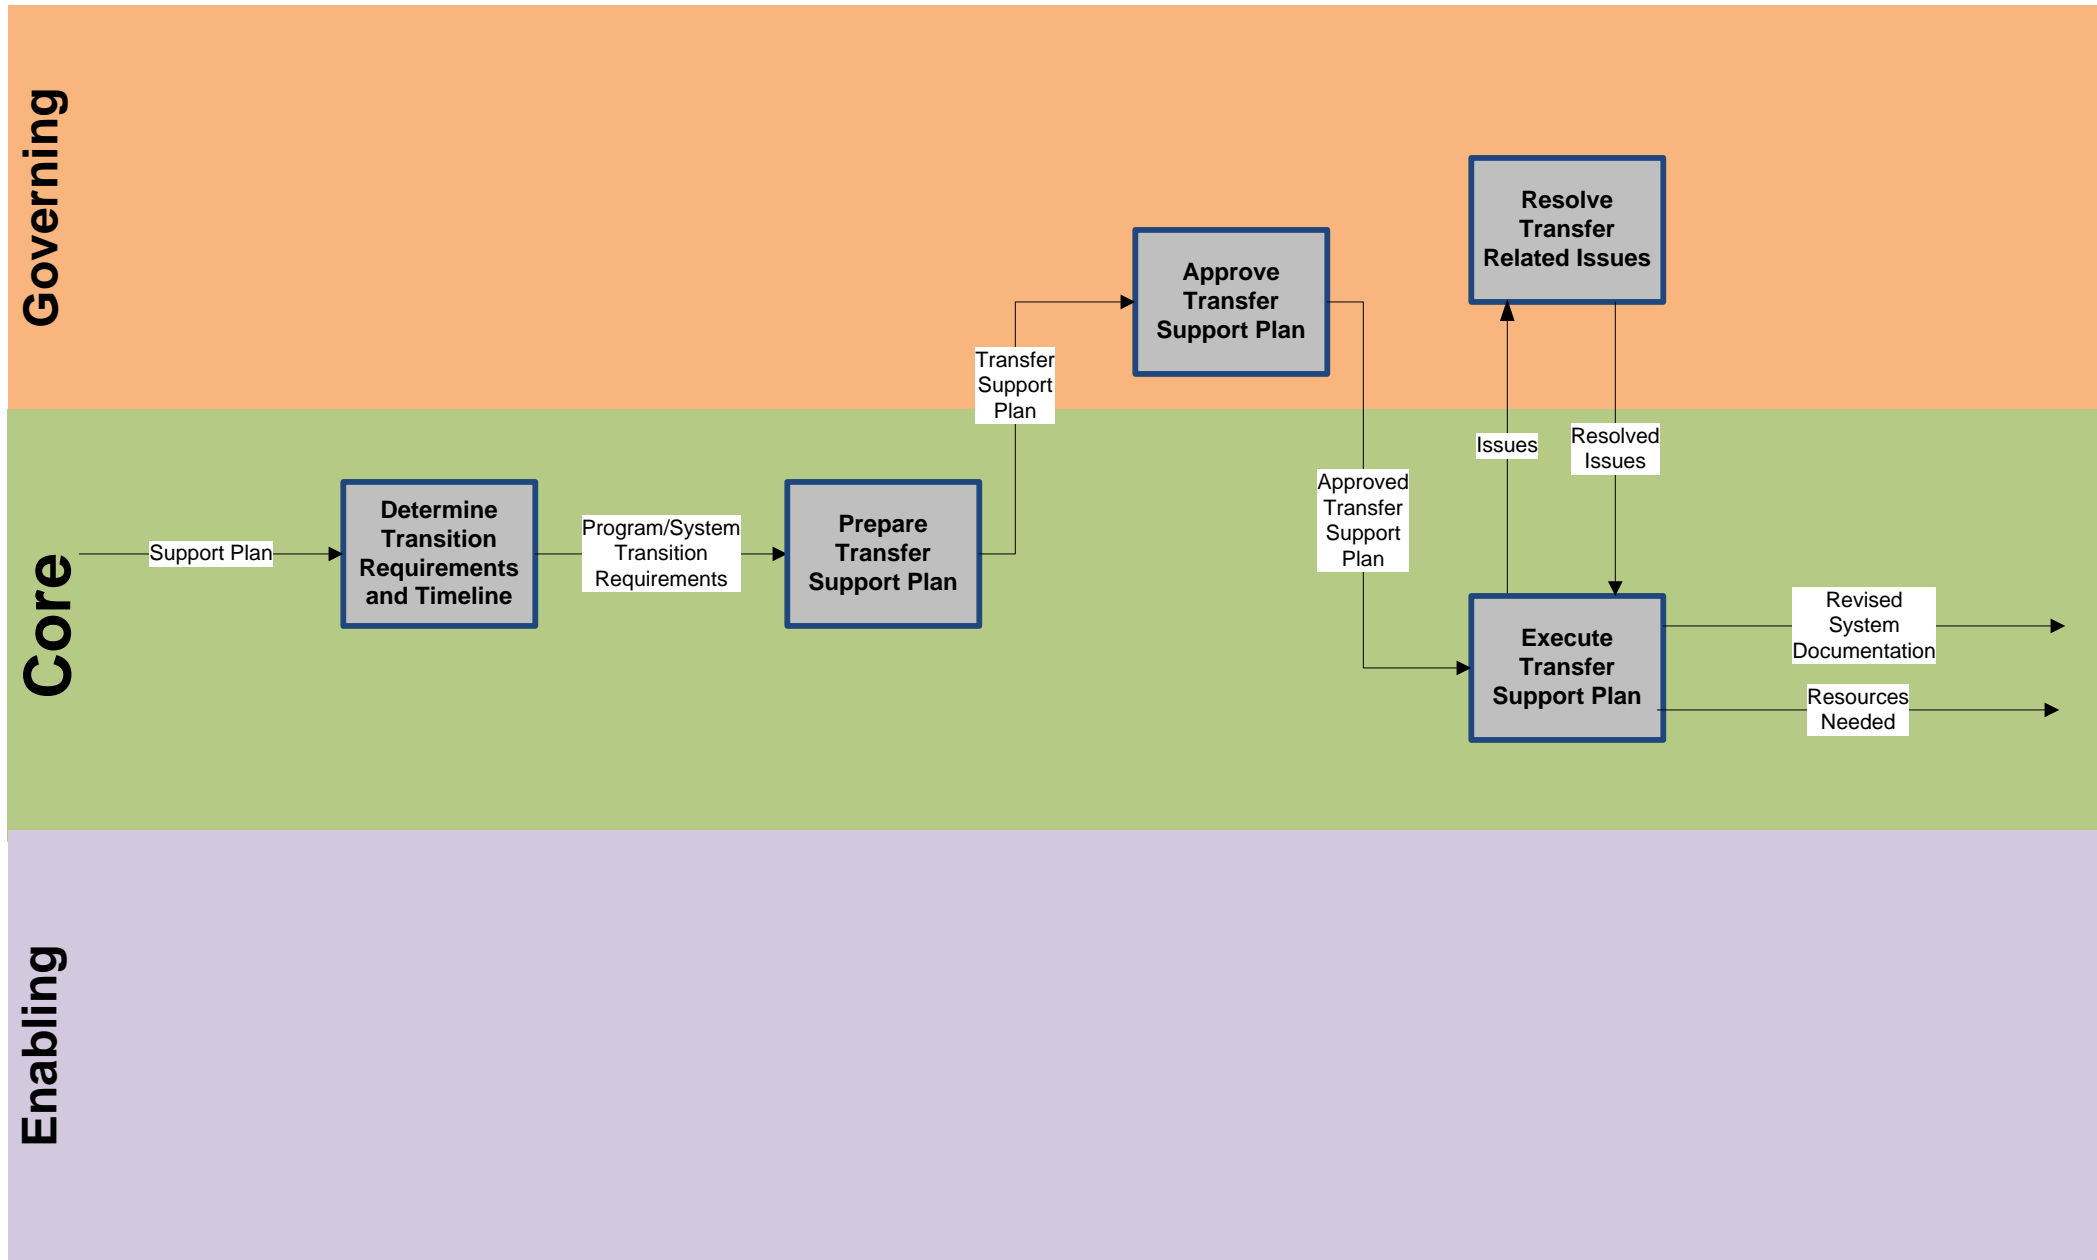 Governing
Resolve
Transfer
Related Issues
Approve
Transfer
Support Plan
Transfer
Support
Plan
Core
Support Plan
Determine
Transition
Requirements
and Timeline
Program/System
Transition
Requirements
Prepare
Transfer
Support Plan
Approved
Transfer
Support
Plan
Issues
Resolved
Issues
Execute
Transfer
Support Plan
Revised
System
Documentation
Resources
Needed
Enabling